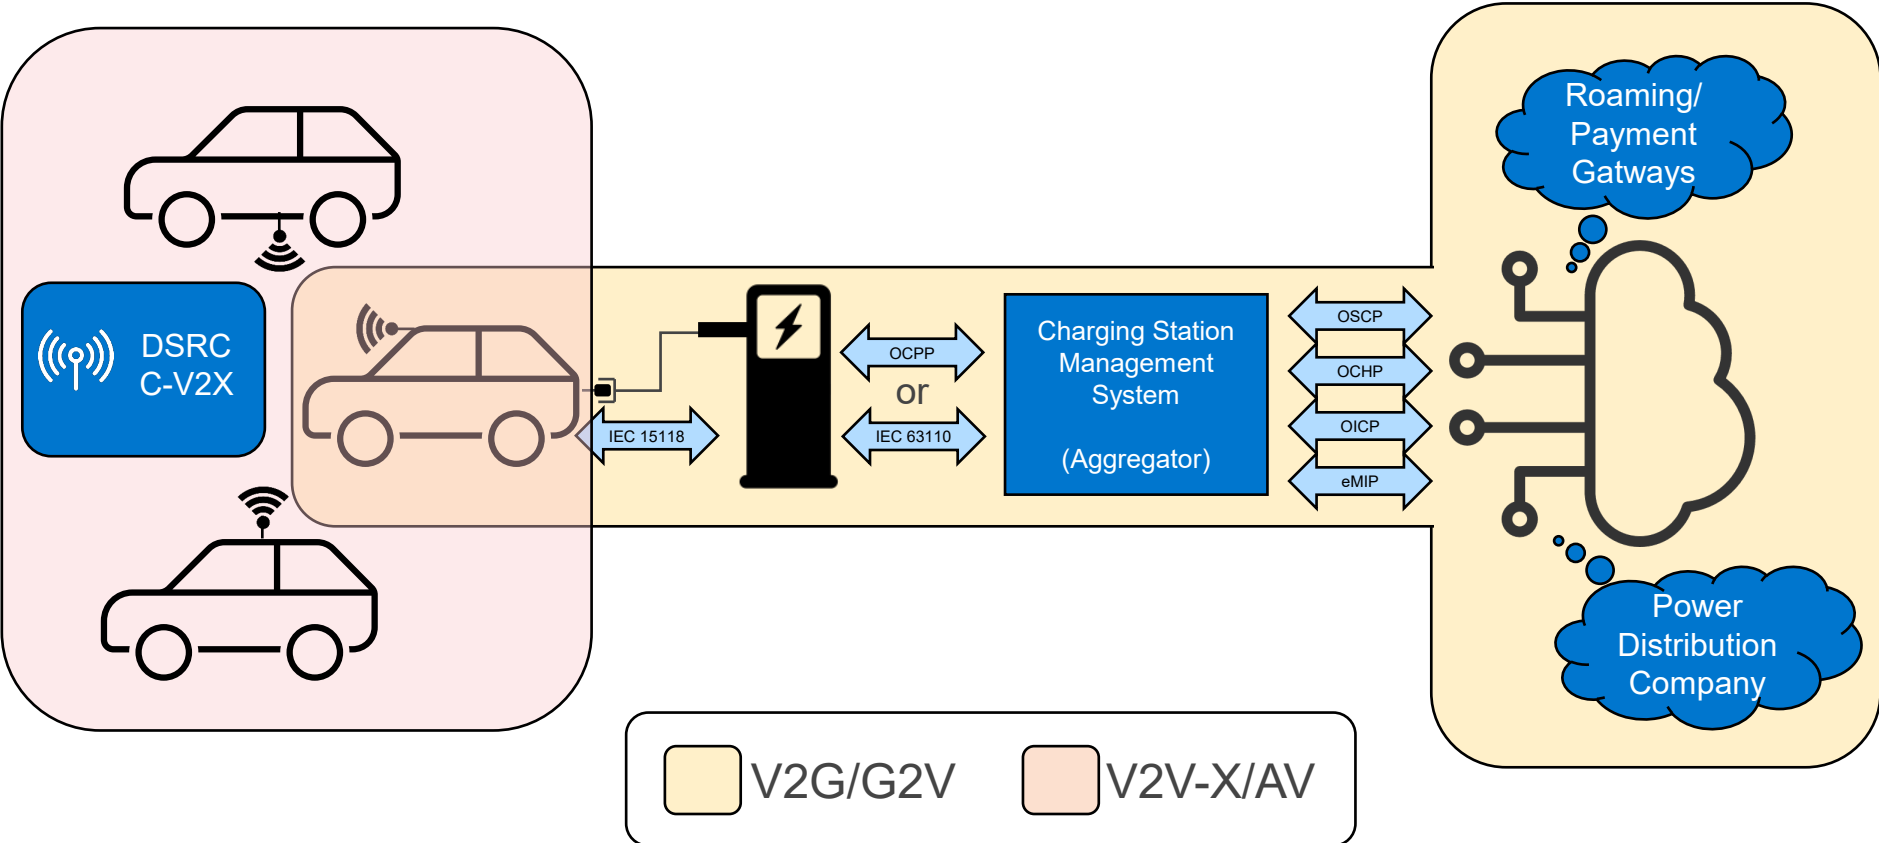 DSRC
C-V2X
IEC 15118
OCPP
or
IEC 63110
Charging Station
Management
System
(Aggregator)
OSCP
OCHP
OICP
eMIP
Roaming/
Payment
Gatways
Power
Distribution
Company
V2G/G2V
V2V-X/AV